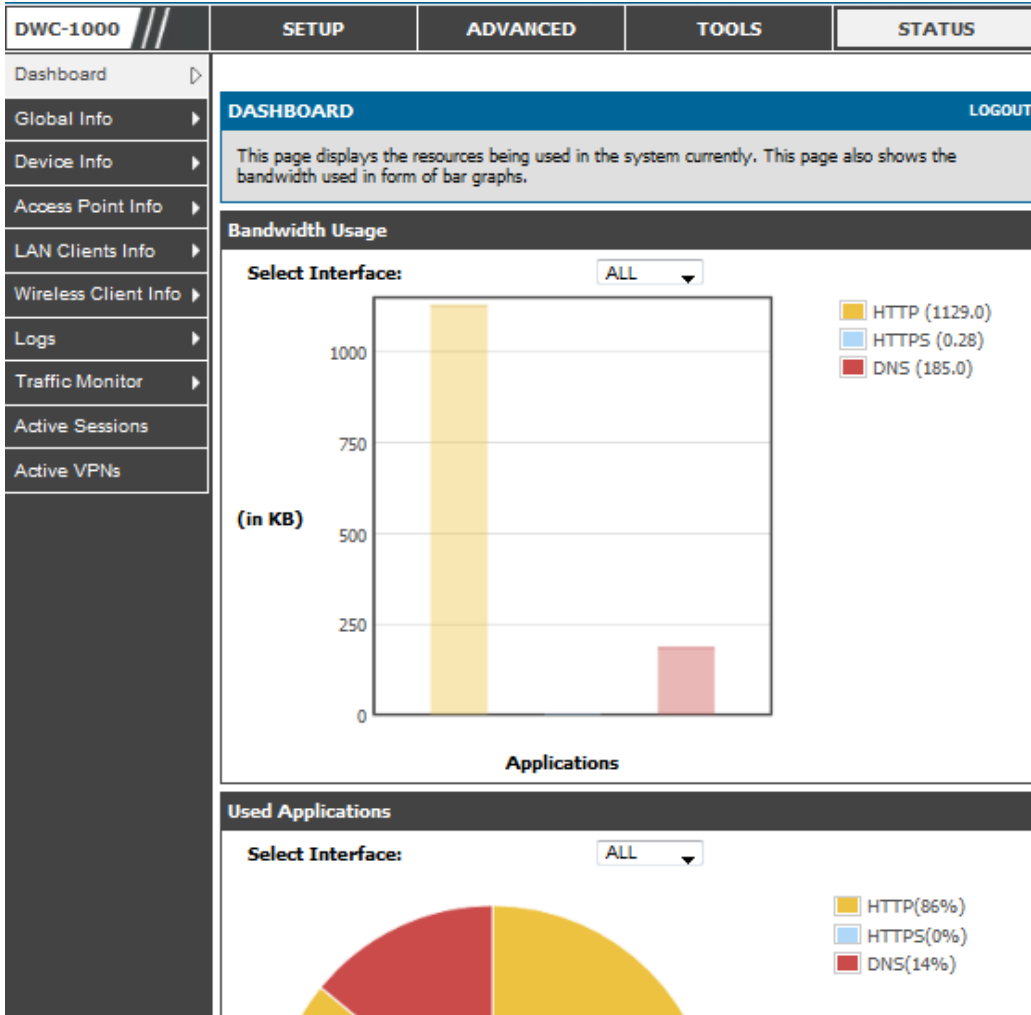 DWC-1000
SETUP
ADVANCED
TOOLS
STATUS
Dashboard
Global Info
Device Info
Access Point Info
LAN Clients Info
Wireless Client Info
Logs
Traffic Monitor
Active Sessions
Active VPNs
DASHBOARD
LOGOUT
This page displays the resources being used in the system currently. This page also shows the
bandwidth used in form of bar graphs.
Bandwidth Usage
Select Interface:
ALL
HTTP (1129.0)
HTTPS (0.28)
DNS (185.0)
1000
750
(in KB)
500
250
0
Applications
Used Applications
Select Interface:
ALL
HTTP(86%)
HTTPS(0%)
DNS(14%)